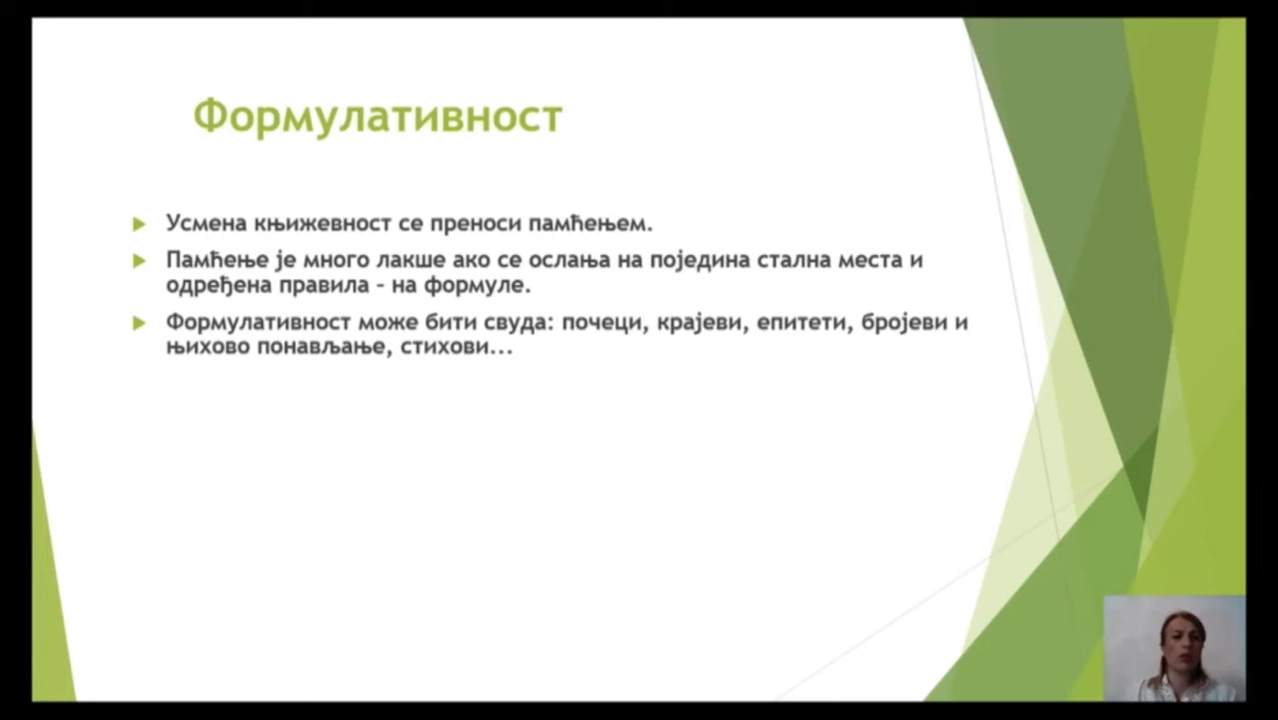 Формулативност
Усмена књижевност се преноси памћењем.
Памћење је много лакше ако се ослања на поједина стална места и
одређена правила – на формуле.
Формулативност може бити свуда: почеци, крајеви, епитети, бројеви и
њихово понављање, стихови...